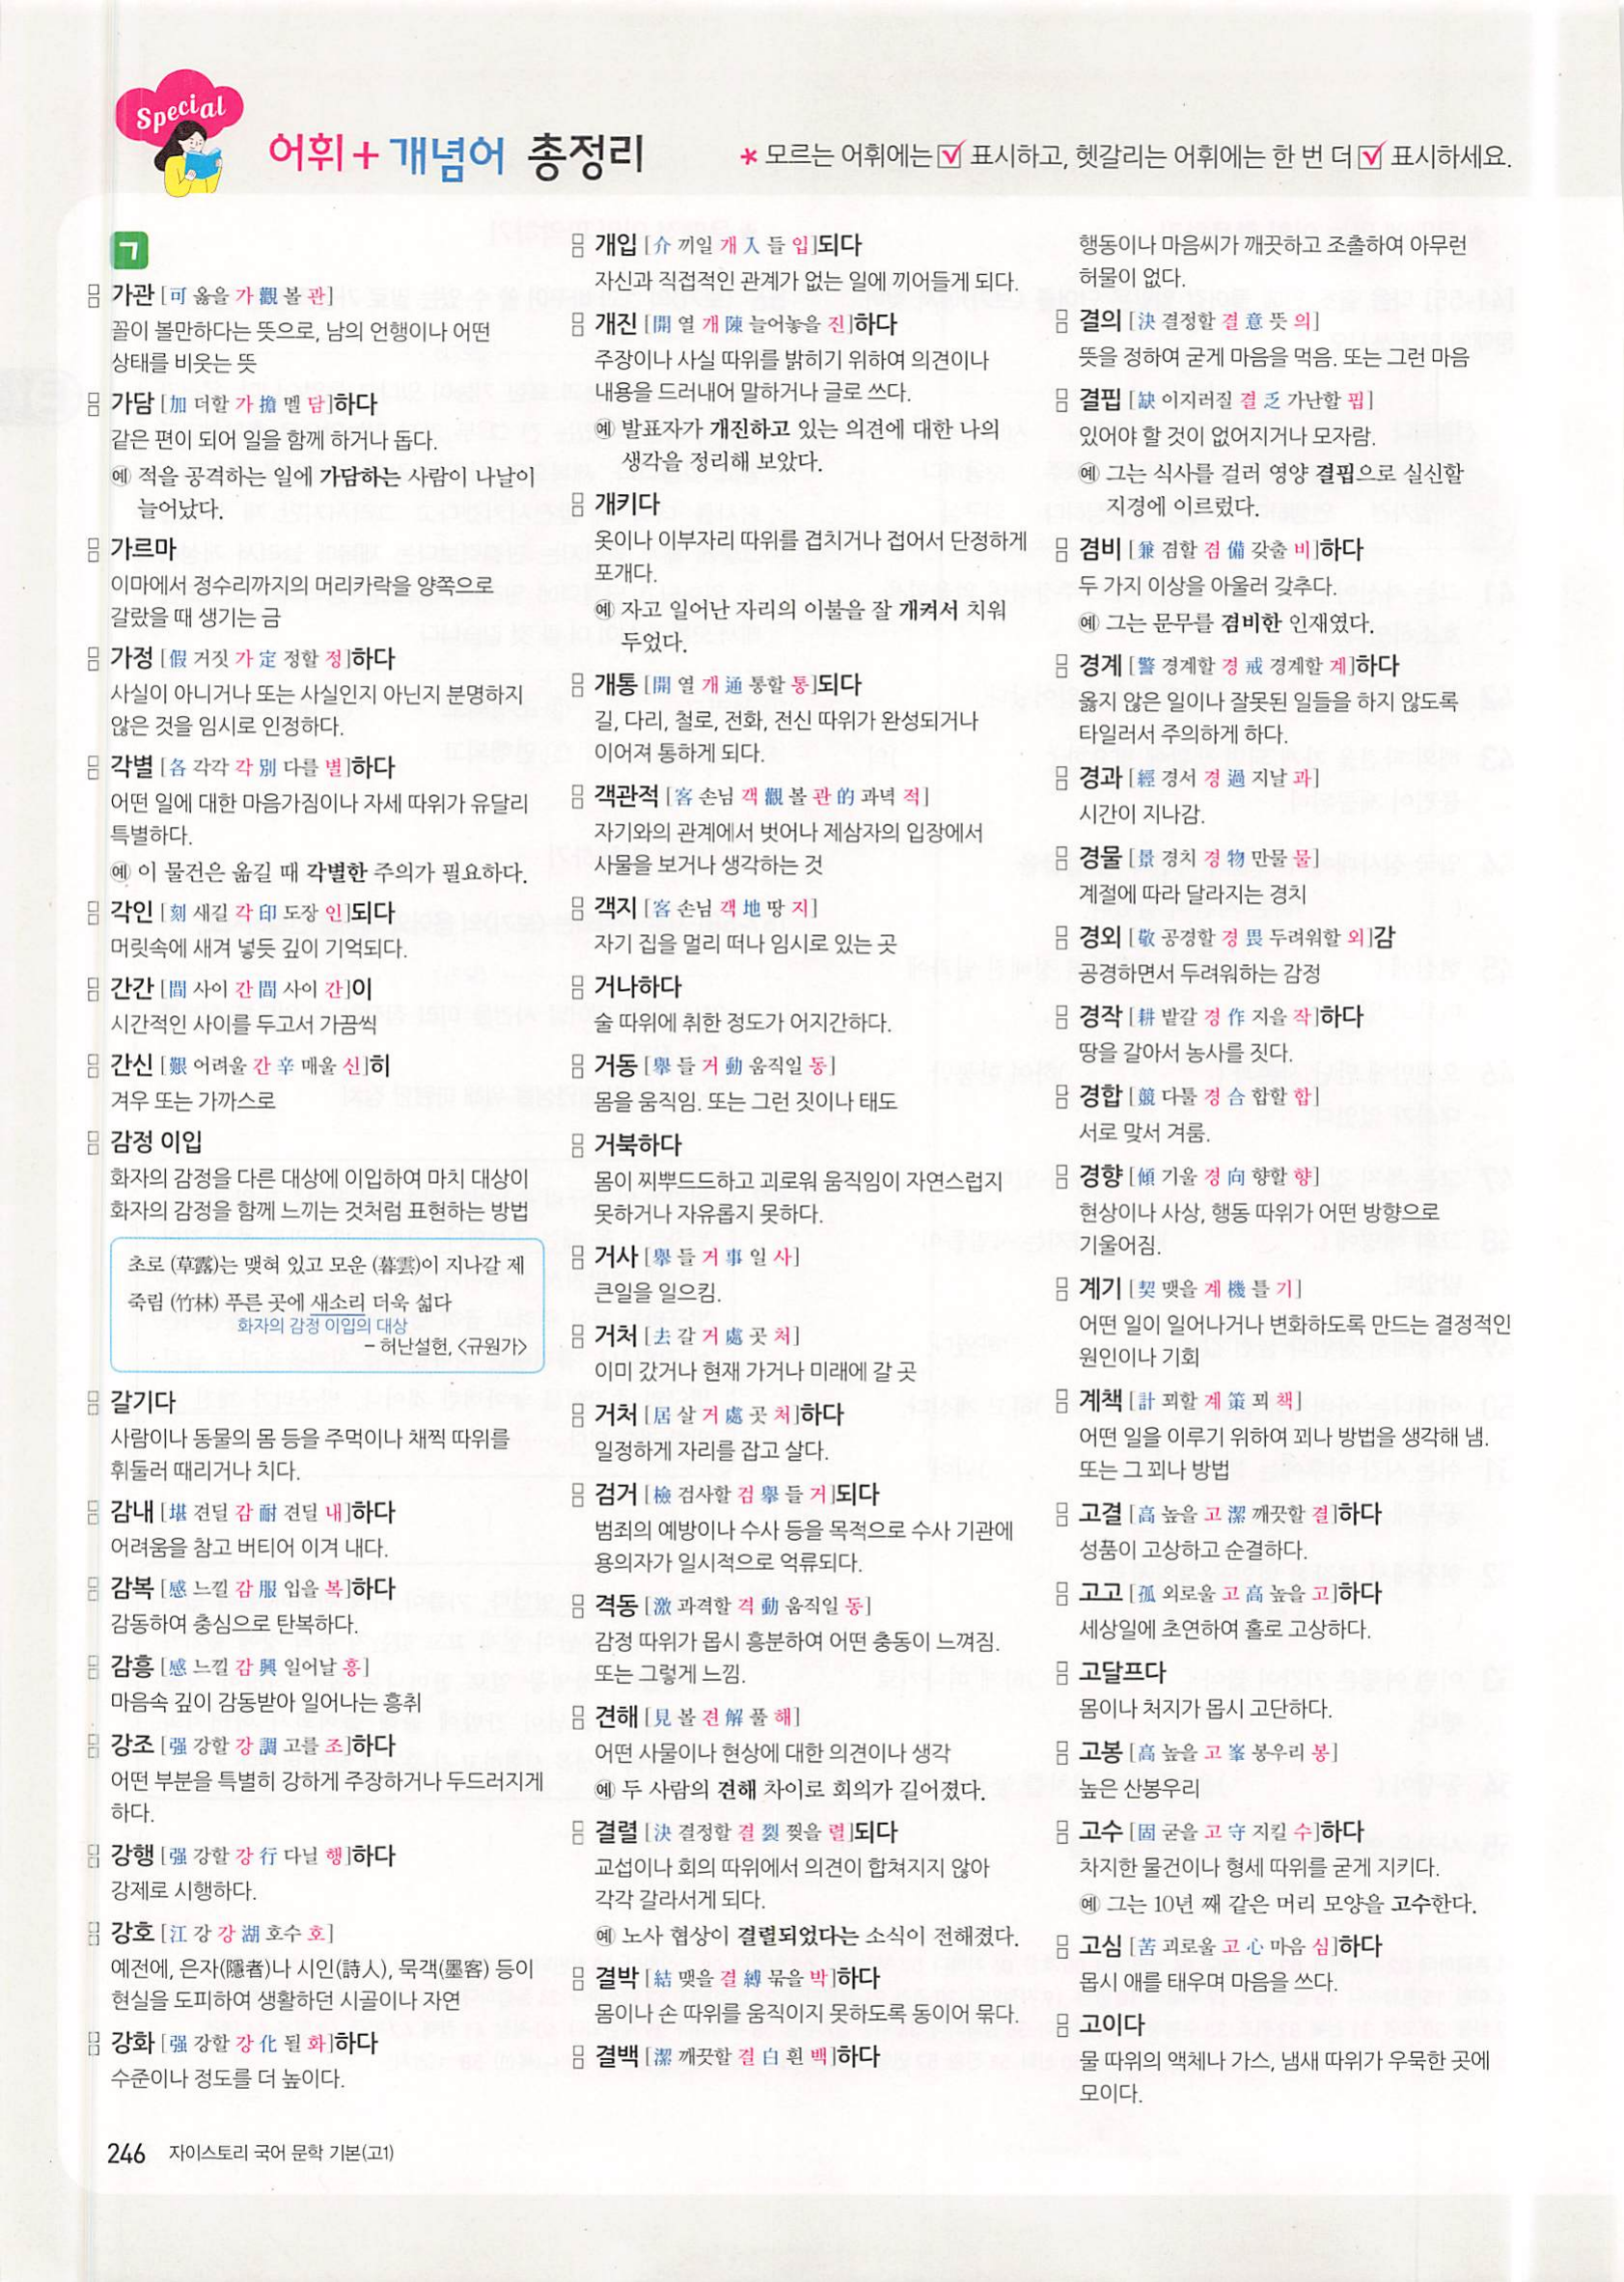 Special
어휘+개념어 총정리
* 모르는 어휘에는 ☑ 표시하고, 헷갈리는 어휘에는 한 번 더 ☑ 표시하세요.
ㄱ
가관 [可 옳을 가 觀 볼 관]
꼴이 볼만하다는 뜻으로, 남의 언행이나 어떤
상태를 비웃는 뜻
가담 [加 더할 가 擔 멜 담]하다
같은 편이 되어 일을 함께 하거나 돕다.
예 적을 공격하는 일에 가담하는 사람이 나날이
늘어났다.
가르마
이마에서 정수리까지의 머리카락을 양쪽으로
갈랐을 때 생기는 금
가정 [假 거짓 가 定 정할 정]하다
사실이 아니거나 또는 사실인지 아닌지 분명하지
않은 것을 임시로 인정하다.
각별 [各 각각 각 別 다를 별]하다
어떤 일에 대한 마음가짐이나 자세 따위가 유달리
특별하다.
예 이 물건은 옮길 때 각별한 주의가 필요하다.
각인 [刻 새길 각 印 도장 인]되다
머릿속에 새겨 넣듯 깊이 기억되다.
간간 [間 사이 간 間 사이 간]이
시간적인 사이를 두고서 가끔씩
간신 [艱 어려울 간 辛 매울 신]히
겨우 또는 가까스로
감정 이입
화자의 감정을 다른 대상에 이입하여 마치 대상이
화자의 감정을 함께 느끼는 것처럼 표현하는 방법
초로 (草露)는 맺혀 있고 모운 (暮雲)이 지나갈 제
죽림 (竹林) 푸른 곳에 새소리 더욱 섧다
화자의 감정 이입의 대상
– 허난설헌, <규원가>
갈기다
사람이나 동물의 몸 등을 주먹이나 채찍 따위를
휘둘러 때리거나 치다.
감내 [堪 견딜 감 耐 견딜 내]하다
어려움을 참고 버티어 이겨 내다.
감복 [感 느낄 감 服 입을 복]하다
감동하여 충심으로 탄복하다.
감흥 [感 느낄 감 興 일어날 흥]
마음속 깊이 감동받아 일어나는 흥취
강조 [强 강할 강 調 고를 조]하다
어떤 부분을 특별히 강하게 주장하거나 두드러지게
하다.
강행 [强 강할 강 行 다닐 행]하다
강제로 시행하다.
강호 [江 강 강 湖 호수 호]
예전에, 은자(隱者)나 시인(詩人), 묵객(墨客) 등이
현실을 도피하여 생활하던 시골이나 자연
강화 [强 강할 강 化 될 화]하다
수준이나 정도를 더 높이다.
개입 [介 끼일 개 入 들 입]되다
자신과 직접적인 관계가 없는 일에 끼어들게 되다.
개진 [開 열 개 陳 늘어놓을 진]하다
주장이나 사실 따위를 밝히기 위하여 의견이나
내용을 드러내어 말하거나 글로 쓰다.
예 발표자가 개진하고 있는 의견에 대한 나의
생각을 정리해 보았다.
개키다
옷이나 이부자리 따위를 겹치거나 접어서 단정하게
포개다.
예 자고 일어난 자리의 이불을 잘 개켜서 치워
두었다.
개통 [開 열 개 通 통할 통]되다
길, 다리, 철로, 전화, 전신 따위가 완성되거나
이어져 통하게 되다.
객관적 [客 손님 객 觀 볼 관 的 과녁 적]
자기와의 관계에서 벗어나 제삼자의 입장에서
사물을 보거나 생각하는 것
객지 [客 손님 객 地 땅 지]
자기 집을 멀리 떠나 임시로 있는 곳
거나하다
술 따위에 취한 정도가 어지간하다.
거동 [擧 들 거 動 움직일 동]
몸을 움직임. 또는 그런 짓이나 태도
거북하다
몸이 찌뿌드드하고 괴로워 움직임이 자연스럽지
못하거나 자유롭지 못하다.
거사 [擧 들 거 事 일 사]
큰일을 일으킴.
거처 [去 갈 거 處 곳 처]
이미 갔거나 현재 가거나 미래에 갈 곳
거처 [居 살 거 處 곳 처]하다
일정하게 자리를 잡고 살다.
검거 [檢 검사할 검 擧 들 거]되다
범죄의 예방이나 수사 등을 목적으로 수사 기관에
용의자가 일시적으로 억류되다.
격동 [激 과격할 격 動 움직일 동]
감정 따위가 몹시 흥분하여 어떤 충동이 느껴짐.
또는 그렇게 느낌.
견해 [見 볼 견 解 풀 해]
어떤 사물이나 현상에 대한 의견이나 생각
예 두 사람의 견해 차이로 회의가 길어졌다.
결렬 [決 결정할 결 裂 찢을 렬]되다
교섭이나 회의 따위에서 의견이 합쳐지지 않아
각각 갈라서게 되다.
예 노사 협상이 결렬되었다는 소식이 전해졌다.
결박 [結 맺을 결 縛 묶을 박]하다
몸이나 손 따위를 움직이지 못하도록 동이어 묶다.
결백 [潔 깨끗할 결 白 흰 백]하다
행동이나 마음씨가 깨끗하고 조촐하여 아무런
허물이 없다.
결의 [決 결정할 결 意 뜻 의]
뜻을 정하여 굳게 마음을 먹음. 또는 그런 마음
결핍 [缺 이지러질 결 乏 가난할 핍]
있어야 할 것이 없어지거나 모자람.
예 그는 식사를 걸러 영양 결핍으로 실신할
지경에 이르렀다.
겸비 [兼 겸할 겸 備 갖출 비]하다
두 가지 이상을 아울러 갖추다.
예 그는 문무를 겸비한 인재였다.
경계 [警 경계할 경 戒 경계할 계]하다
옳지 않은 일이나 잘못된 일들을 하지 않도록
타일러서 주의하게 하다.
경과 [經 경서 경 過 지날 과]
시간이 지나감.
경물 [景 경치 경 物 만물 물]
계절에 따라 달라지는 경치
경외 [敬 공경할 경 畏 두려워할 외]감
공경하면서 두려워하는 감정
경작 [耕 밭갈 경 作 지을 작]하다
땅을 갈아서 농사를 짓다.
경합 [競 다툴 경 合 합할 합]
서로 맞서 겨룸.
경향 [傾 기울 경 向 향할 향]
현상이나 사상, 행동 따위가 어떤 방향으로
기울어짐.
계기 [契 맺을 계 機 틀 기]
어떤 일이 일어나거나 변화하도록 만드는 결정적인
원인이나 기회
계책 [計 꾀할 계 策 꾀 책]
어떤 일을 이루기 위하여 꾀나 방법을 생각해 냄.
또는 그 꾀나 방법
고결 [高 높을 고 潔 깨끗할 결]하다
성품이 고상하고 순결하다.
고고 [孤 외로울 고 高 높을 고]하다
세상일에 초연하여 홀로 고상하다.
고달프다
몸이나 처지가 몹시 고단하다.
고봉 [高 높을 고 峯 봉우리 봉]
높은 산봉우리
고수 [固 굳을 고 守 지킬 수]하다
차지한 물건이나 형세 따위를 굳게 지키다.
예 그는 10년 째 같은 머리 모양을 고수한다.
고심 [苦 괴로울 고 心 마음 심]하다
몹시 애를 태우며 마음을 쓰다.
고이다
물 따위의 액체나 가스, 냄새 따위가 우묵한 곳에
모이다.
246 자이스토리 국어 문학 기본(고1)